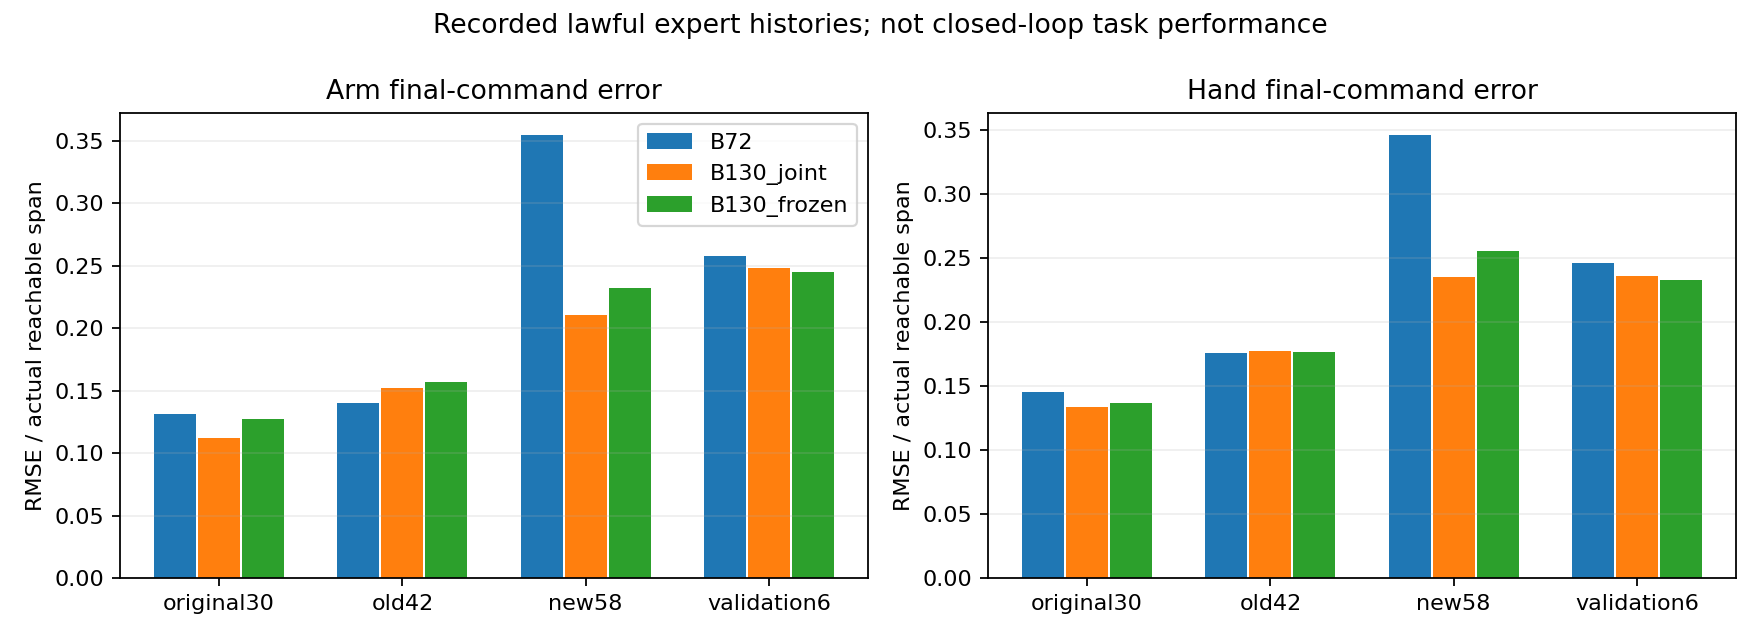 Recorded lawful expert histories; not closed-loop task performance
Arm final-command error
RMSE / actual reachable span
0.35
0.30
0.25
0.20
0.15
0.10
0.05
0.00
B72
B130_joint
B130_frozen
original30
old42
new58
validation6
Hand final-command error
RMSE / actual reachable span
0.35
0.30
0.25
0.20
0.15
0.10
0.05
0.00
original30
old42
new58
validation6